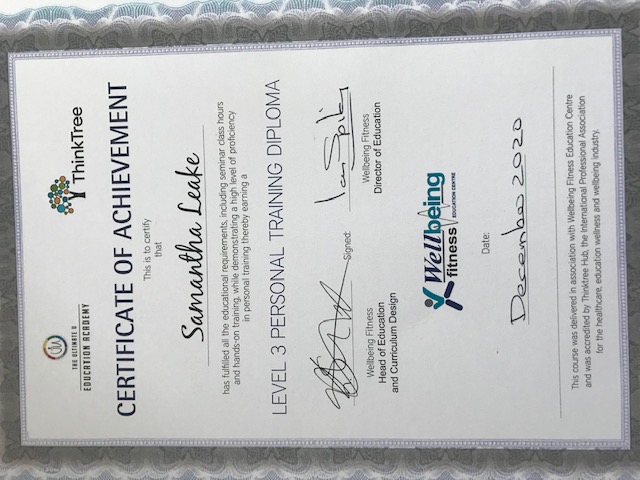 THE ULTIMATE U
EDUCATION ACADEMY
ThinkTree
CERTIFICATE OF ACHIEVEMENT
This is to certify
that
Samantha Leake
has fulfilled all the educational requirements, including seminar class hours
and hands-on training, while demonstrating a high level of proficiency
in personal training thereby earning a
LEVEL 3 PERSONAL TRAINING DIPLOMA
Signed:
Wellbeing Fitness
Head of Education
and Curriculum Design
Wellbeing Fitness
Director of Education
Wellbeing
fitness
EDUCATION CENTRE
Date:
December 2020
This course was delivered in association with Wellbeing Fitness Education Centre
and was accredited by Thinktree Hub, the International Professional Association
for the healthcare, education wellness and wellbeing industry.